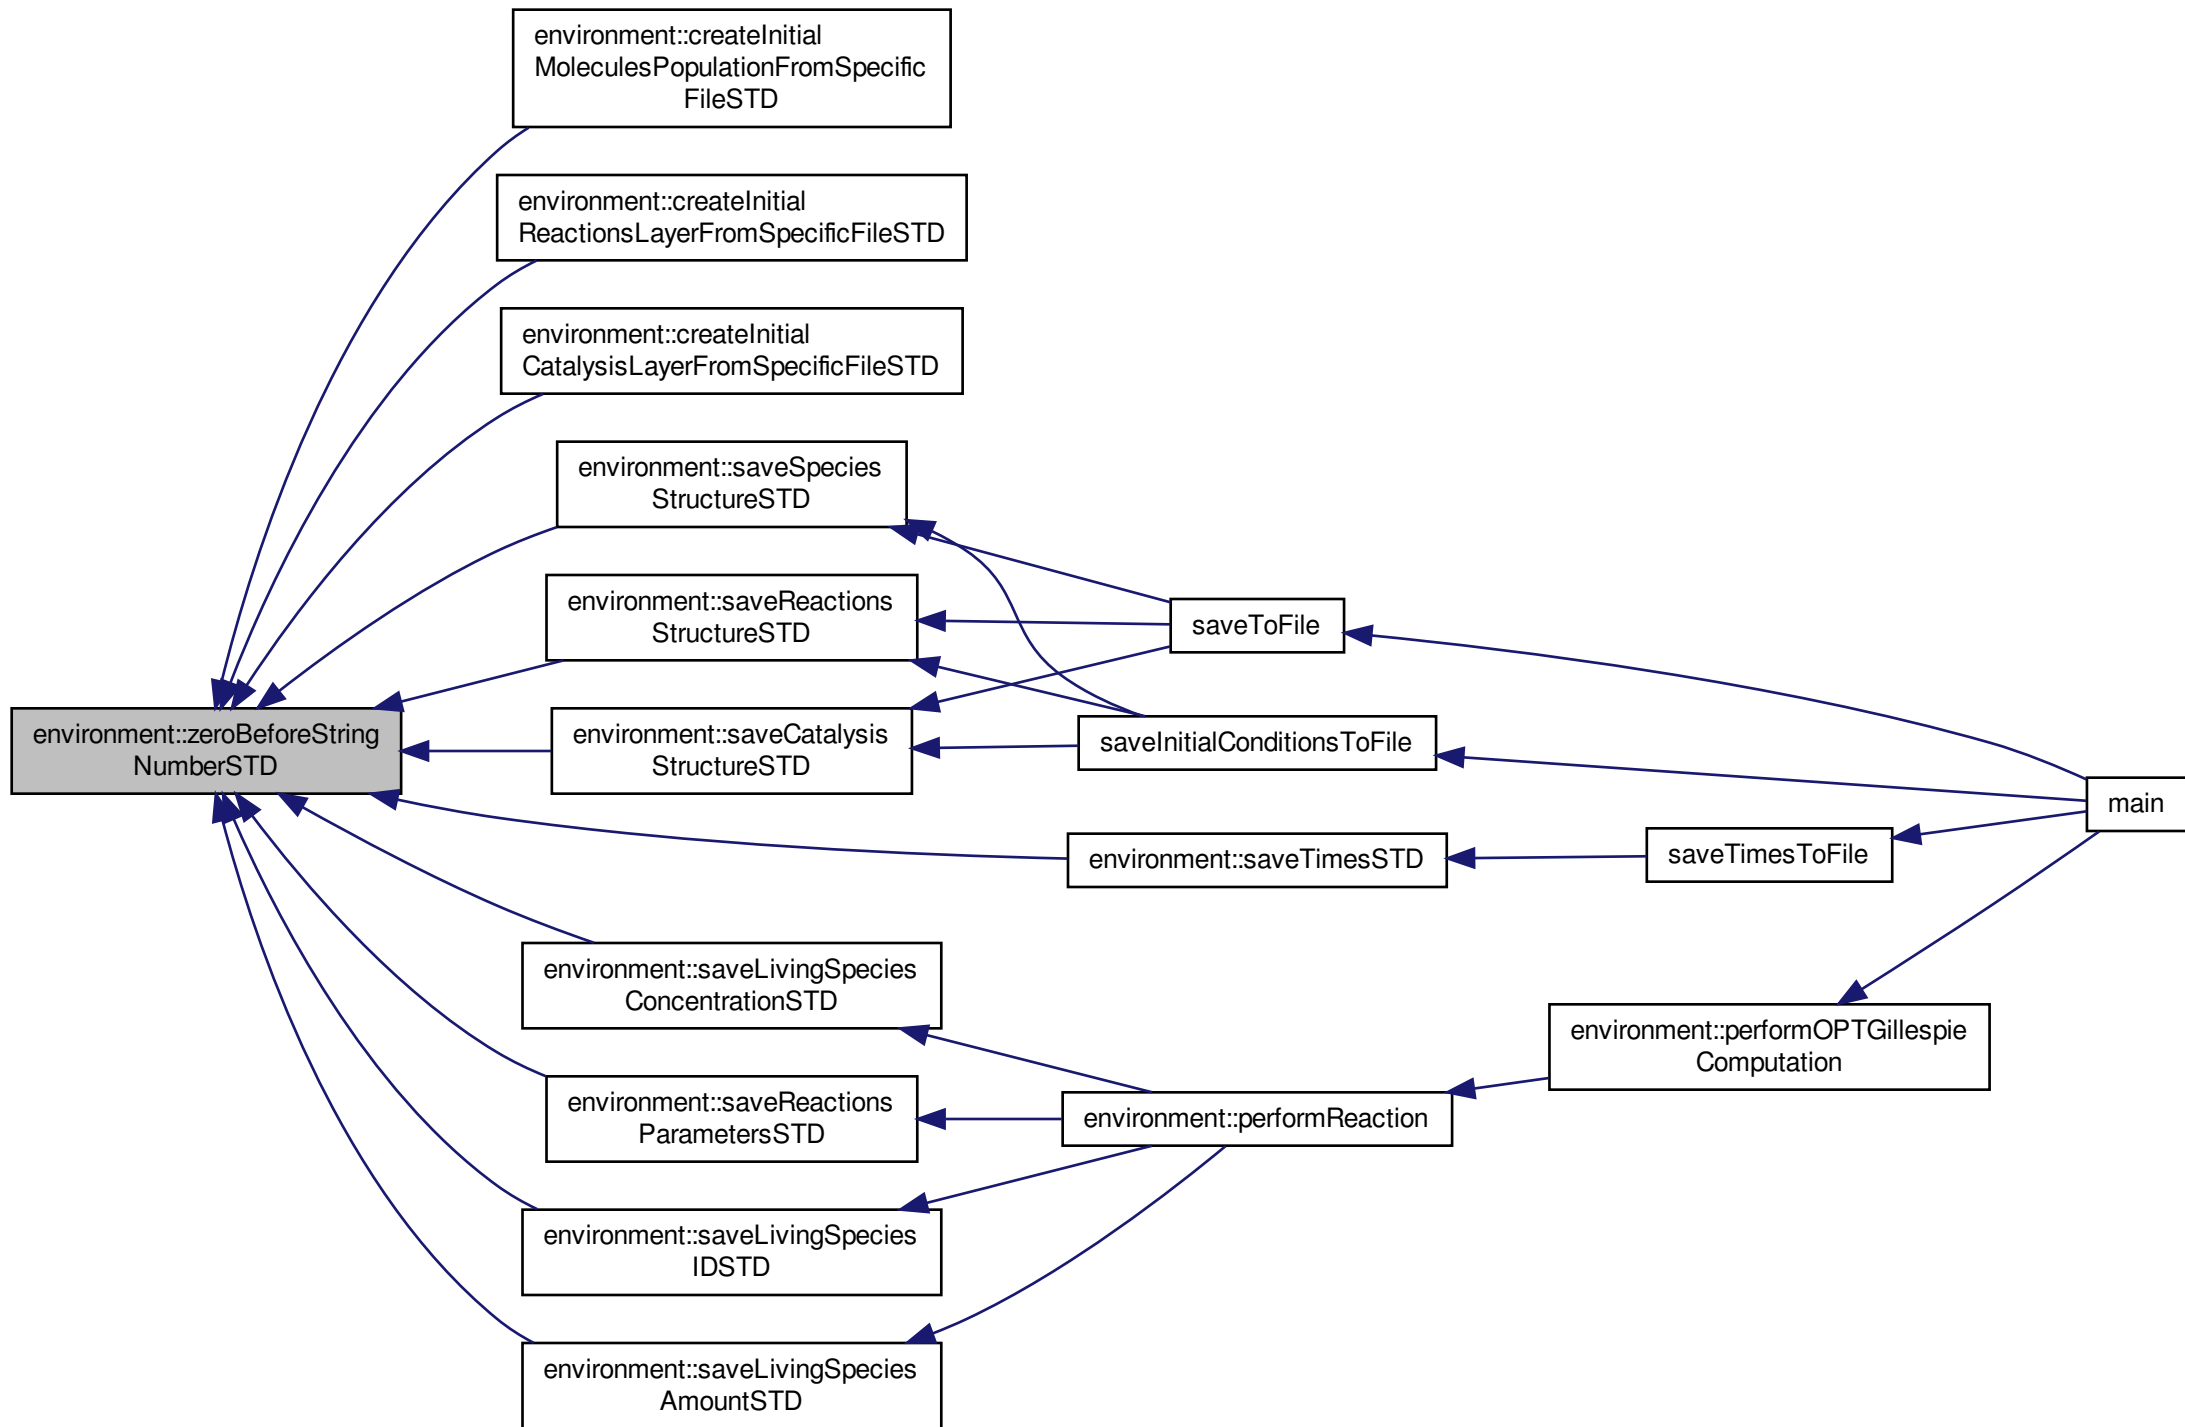 environment::createInitial
MoleculesPopulationFromSpecific
FileSTD
environment::createInitial
ReactionsLayerFromSpecificFileSTD
environment::createInitial
CatalysisLayerFromSpecificFileSTD
environment::saveSpecies
StructureSTD
environment::saveReactions
StructureSTD
saveToFile
environment::zeroBeforeString
NumberSTD
environment::saveCatalysis
StructureSTD
saveInitialConditionsToFile
main
environment::saveTimesSTD
saveTimesToFile
environment::saveLivingSpecies
ConcentrationSTD
environment::performOPTGillespie
Computation
environment::saveReactions
ParametersSTD
environment::performReaction
environment::saveLivingSpecies
IDSTD
environment::saveLivingSpecies
AmountSTD